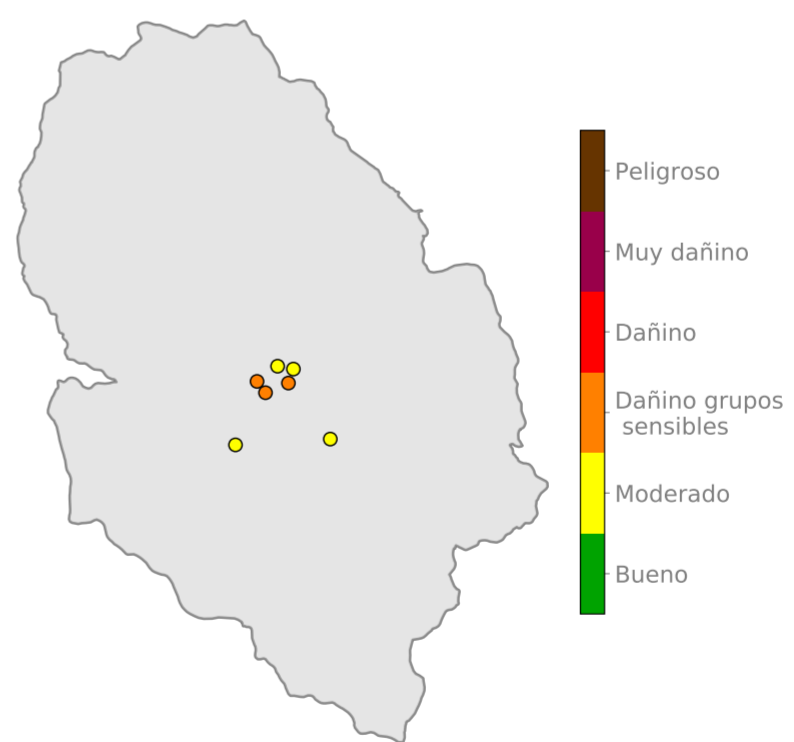 Peligroso
Muy dañino
Dañino
Dañino grupos
sensibles
Moderado
Bueno